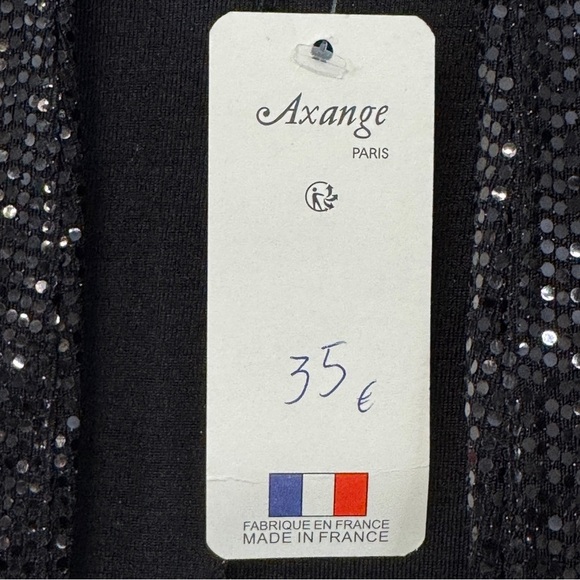 Axange
PARIS
35 €
FABRIQUE EN FRANCE
MADE IN FRANCE